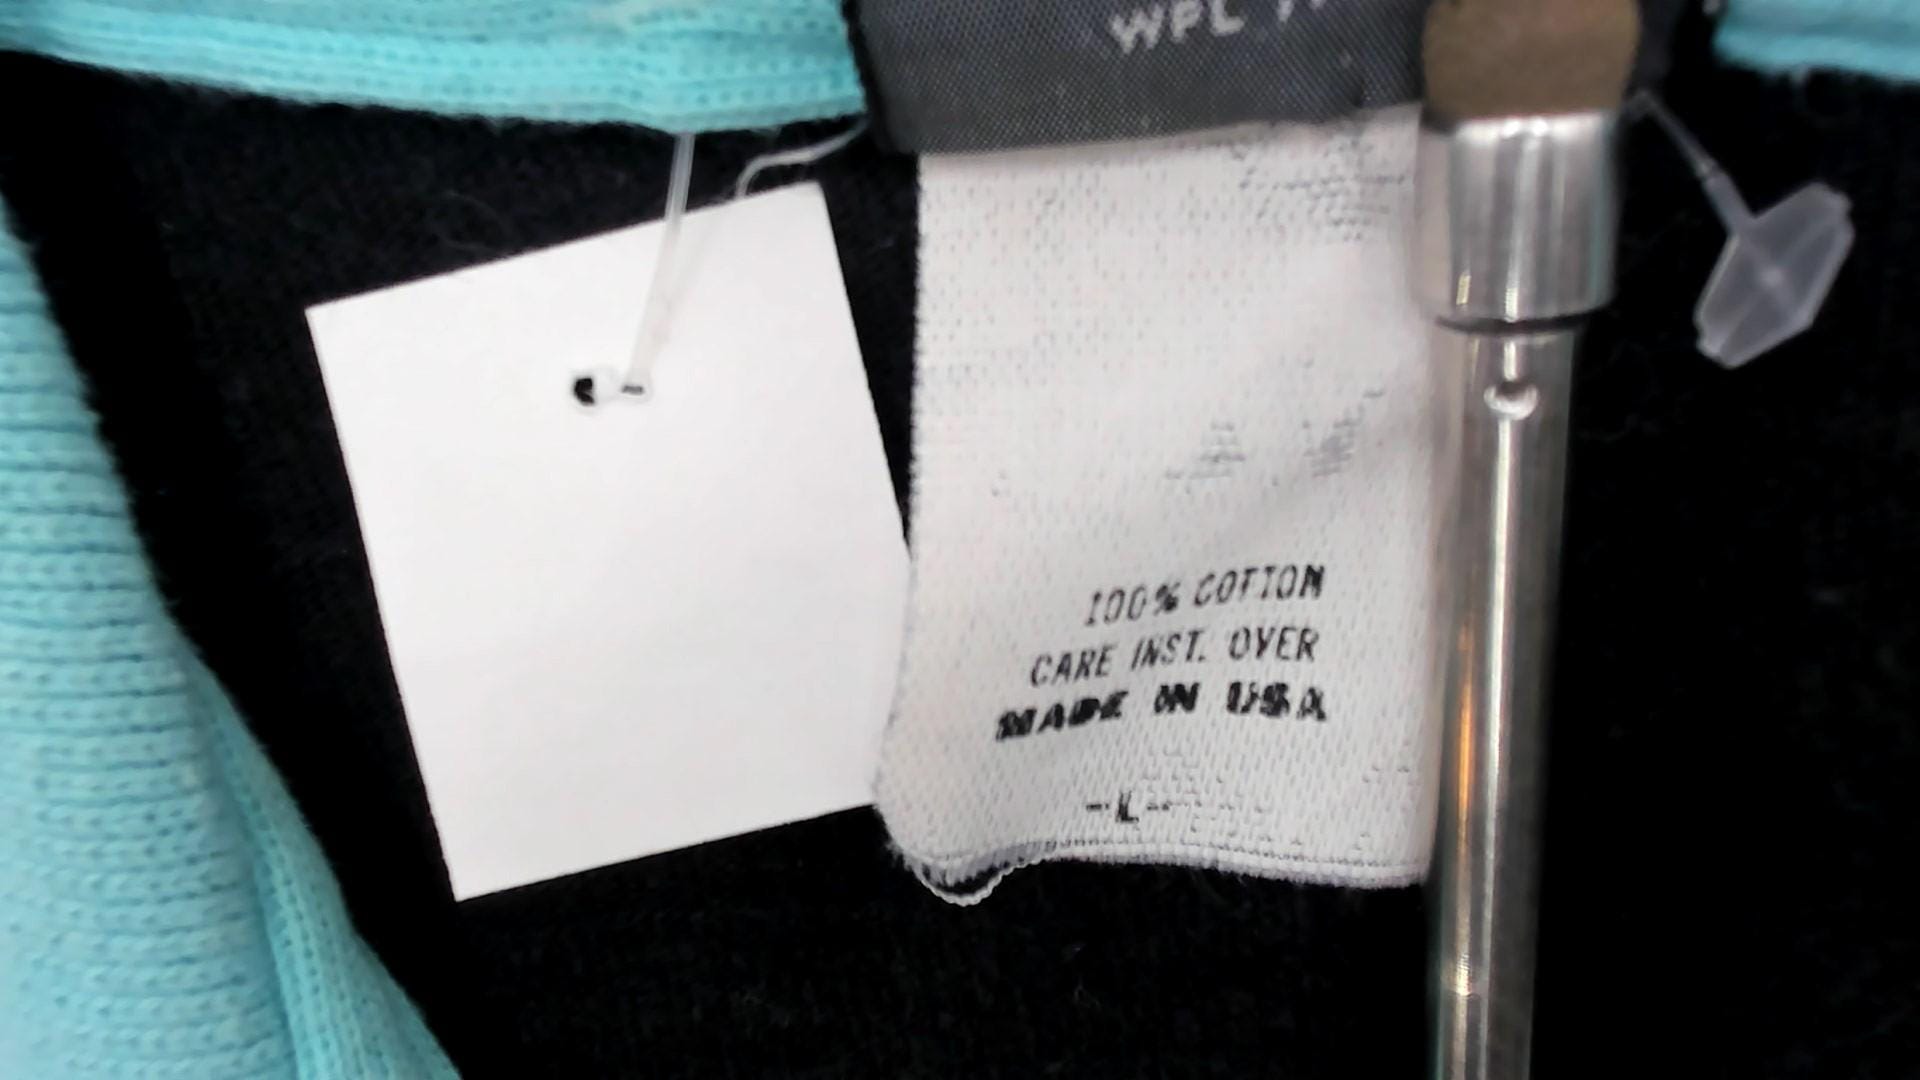 WPL
100% COTTON
CARE INST. OVER
MADE IN USA
-L-